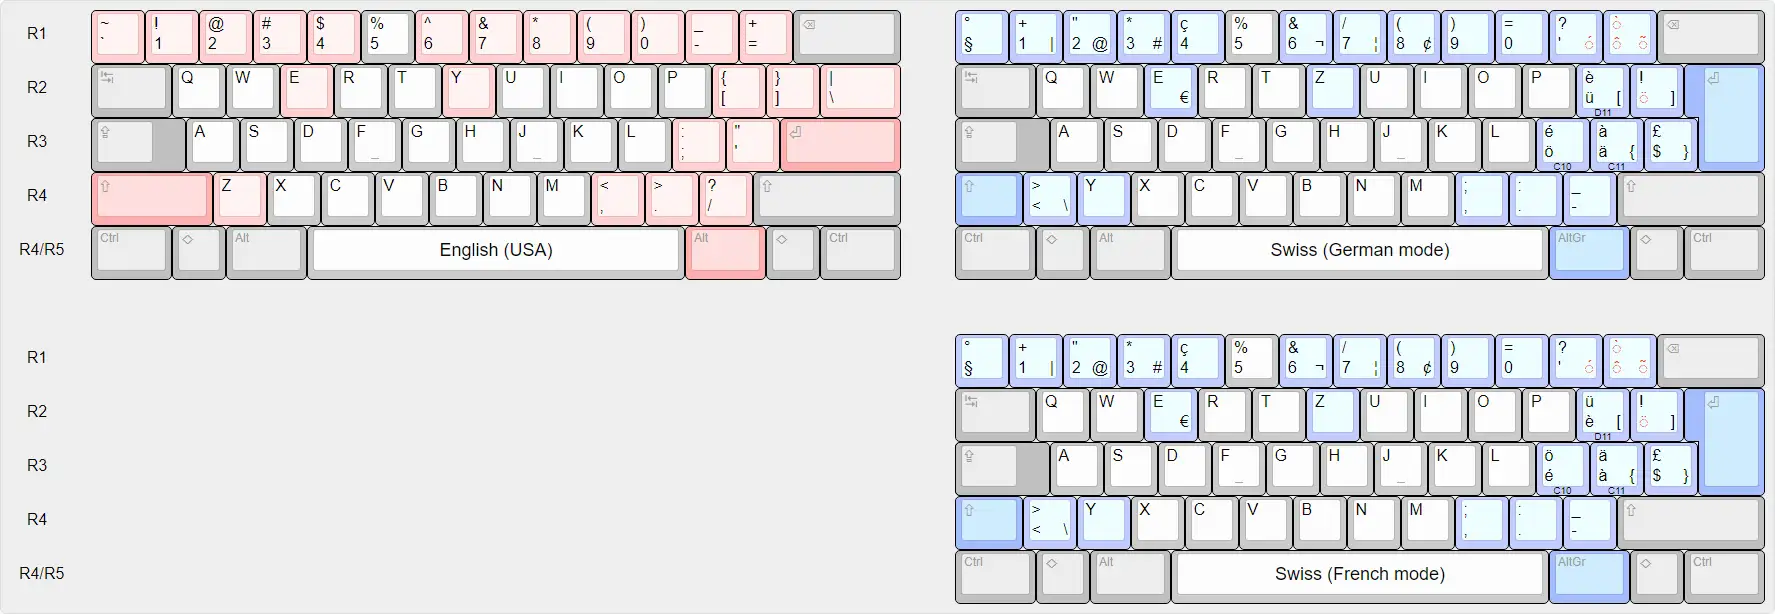 R1 ~ ! @ # $ % ^ & * ( ) _ + ⌫ ° + " * ç % & / ( ) = ? ò ⌫
` 1 2 3 4 5 6 7 8 9 0 - = § 1 | 2 @ 3 # 4 5 6 ¬ 7 ¦ 8 ¢ 9 0 ' ó ô õ
R2 ↹ Q W E R T Y U I O P { } | ↹ Q W E R T Z U I O P è ! ⏎
[ ] \ € ü [ ö ]
D11
R3 ⇪ A S D F G H J K L : " ⏎ ⇪ A S D F G H J K L é à £
_ _ ; ' _ _ ö ä { $ }
C10 C11
R4 ⇧ Z X C V B N M < > ? ⇧ ⇧ > Y X C V B N M ; : _ ⇧
, . / < \ , . -
R4/R5 Ctrl ◇ Alt English (USA) Alt ◇ Ctrl Ctrl ◇ Alt Swiss (German mode) AltGr ◇ Ctrl
R1 ° + " * ç % & / ( ) = ? ò ⌫
§ 1 | 2 @ 3 # 4 5 6 ¬ 7 ¦ 8 ¢ 9 0 ' ó ô õ
R2 ↹ Q W E R T Z U I O P ü ! ⏎
€ è [ ö ]
D11
R3 ⇪ A S D F G H J K L ö ä £
_ _ é à { $ }
C10 C11
R4 ⇧ > Y X C V B N M ; : _ ⇧
< \ , . -
R4/R5 Ctrl ◇ Alt Swiss (French mode) AltGr ◇ Ctrl